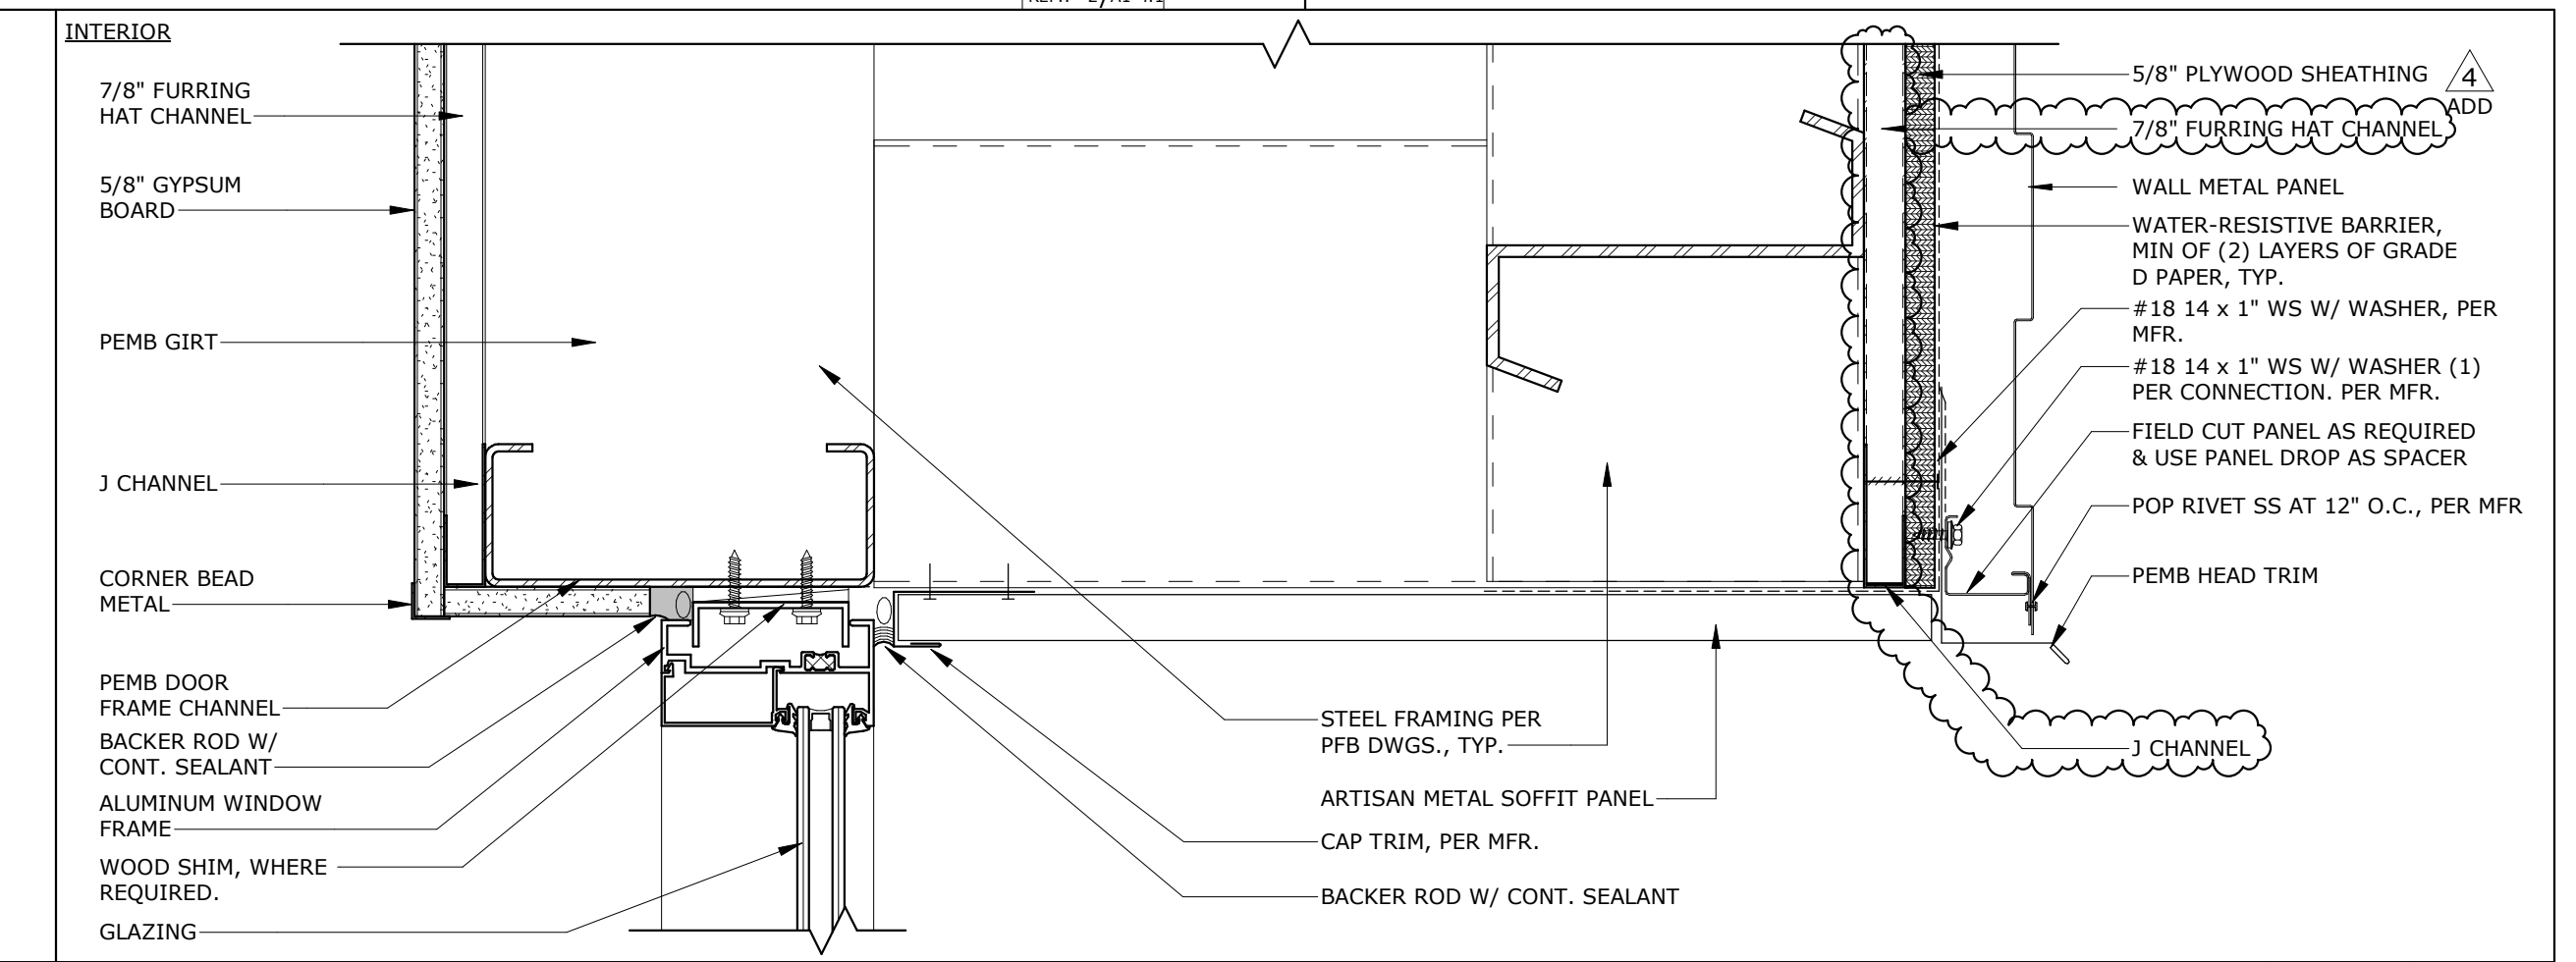 INTERIOR
7/8" FURRING
HAT CHANNEL
5/8" GYPSUM
BOARD
PEMB GIRT
J CHANNEL
CORNER BEAD
METAL
PEMB DOOR
FRAME CHANNEL
BACKER ROD W/
CONT. SEALANT
ALUMINUM WINDOW
FRAME
WOOD SHIM, WHERE
REQUIRED.
GLAZING
STEEL FRAMING PER
PFB DWGS., TYP.
ARTISAN METAL SOFFIT PANEL
CAP TRIM, PER MFR.
BACKER ROD W/ CONT. SEALANT
5/8" PLYWOOD SHEATHING
4
ADD
7/8" FURRING HAT CHANNEL
WALL METAL PANEL
WATER-RESISTIVE BARRIER,
MIN OF (2) LAYERS OF GRADE
D PAPER, TYP.
#18 14 x 1" WS W/ WASHER, PER
MFR.
#18 14 x 1" WS W/ WASHER (1)
PER CONNECTION. PER MFR.
FIELD CUT PANEL AS REQUIRED
& USE PANEL DROP AS SPACER
POP RIVET SS AT 12" O.C., PER MFR
PEMB HEAD TRIM
J CHANNEL